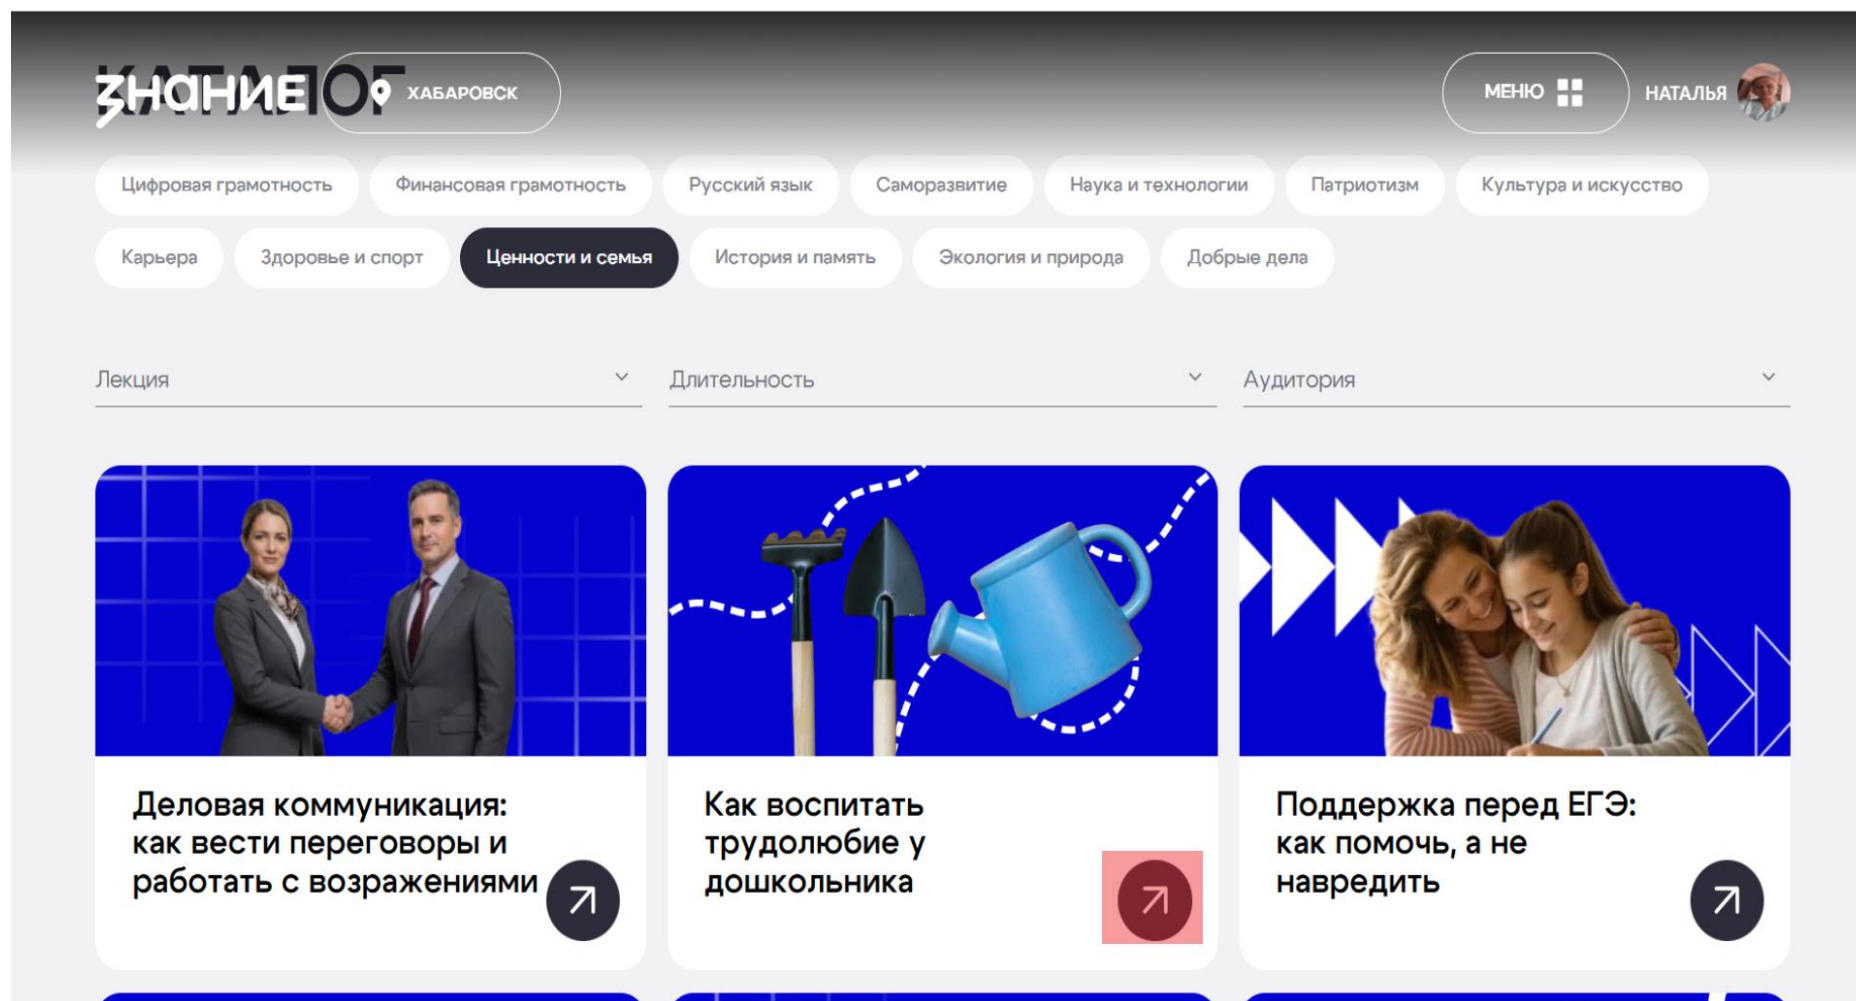 КАТАЛОГ
знание
ХАБАРОВСК
МЕНЮ
НАТАЛЬЯ
Цифровая грамотность
Финансовая грамотность
Русский язык
Саморазвитие
Наука и технологии
Патриотизм
Культура и искусство
Карьера
Здоровье и спорт
Ценности и семья
История и память
Экология и природа
Добрые дела
Лекция
Длительность
Аудитория
Деловая коммуникация:
как вести переговоры и
работать с возражениями
Как воспитать
трудолюбие у
дошкольника
Поддержка перед ЕГЭ:
как помочь, а не
навредить